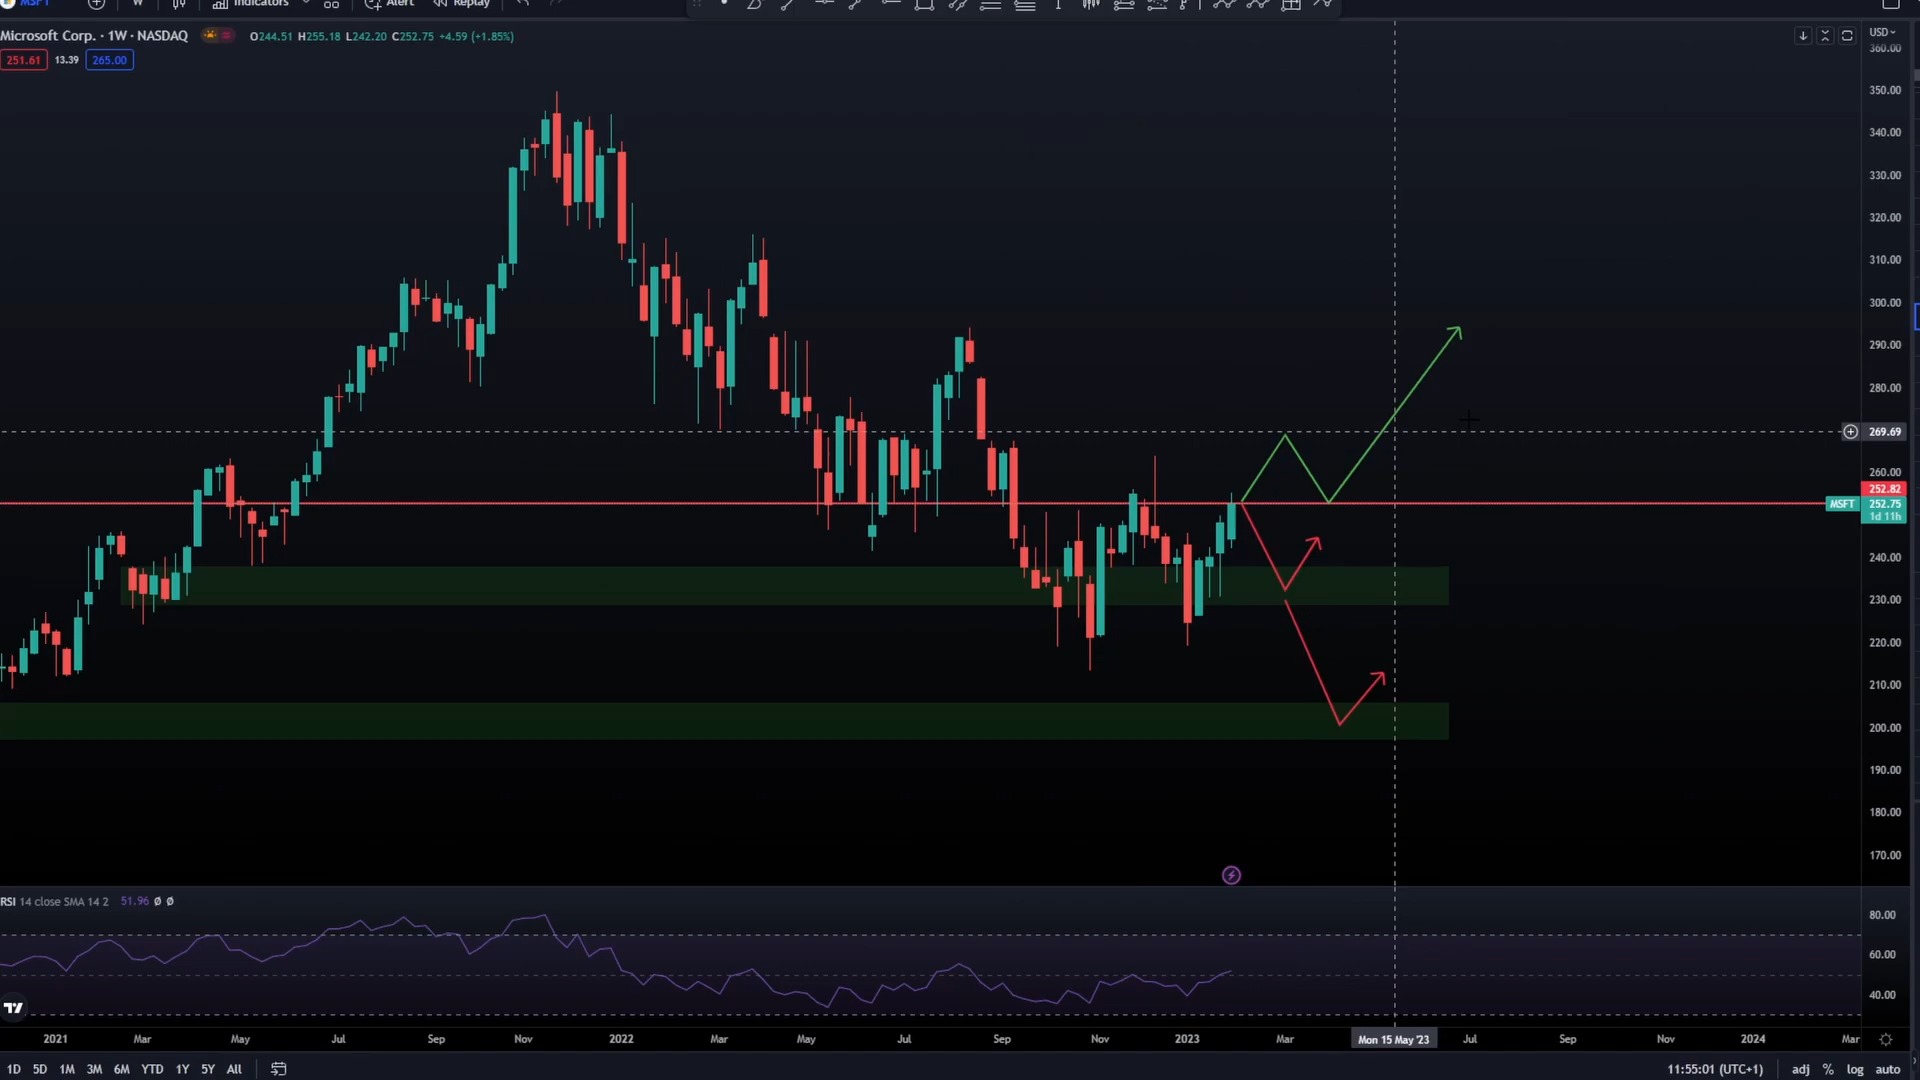 MSFT W Indicators Alert Replay
Microsoft Corp. · 1W · NASDAQ O244.51 H255.18 L242.20 C252.75 +4.59 (+1.85%)
251.61 13.39 265.00
USD
360.00
350.00
340.00
330.00
320.00
310.00
300.00
290.00
280.00
269.69
260.00
252.82
MSFT 252.75
1d 11h
240.00
230.00
220.00
210.00
200.00
190.00
180.00
170.00
RSI 14 close SMA 14 2 51.96 Ø Ø
80.00
60.00
40.00
2021 Mar May Jul Sep Nov 2022 Mar May Jul Sep Nov 2023 Mar Mon 15 May '23 Jul Sep Nov 2024 Mar
1D 5D 1M 3M 6M YTD 1Y 5Y All 11:55:01 (UTC+1) adj % log auto